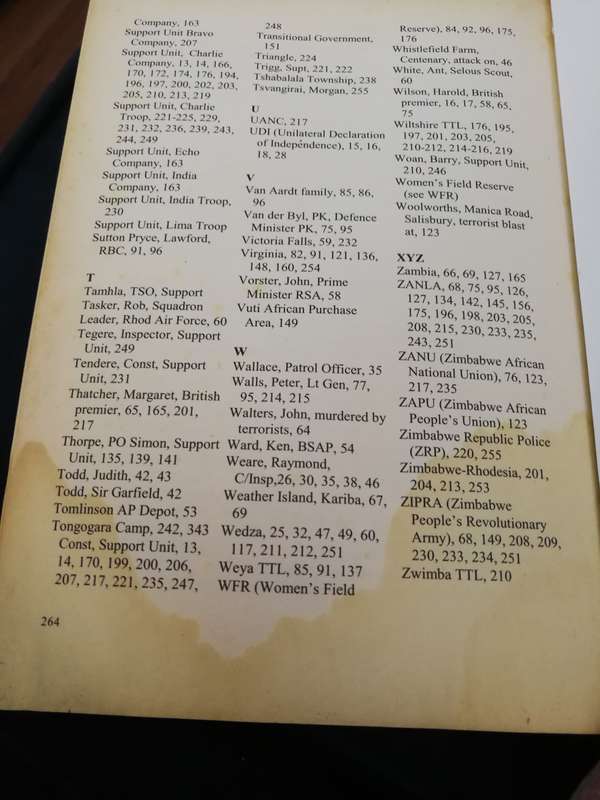 Company, 163
Support Unit Bravo
Company, 207
Support Unit, Charlie
Company, 13, 14, 166,
170, 172, 174, 176, 194,
196, 197, 200, 202, 203,
205, 210, 213, 219
Support Unit, Charlie
Troop, 221-225, 229,
231, 232, 236, 239, 243,
244, 249
Support Unit, Echo
Company, 163
Support Unit, India
Company, 163
Support Unit, India Troop,
230
Support Unit, Lima Troop
Sutton Pryce, Lawford,
RBC, 91, 96
T
Tamhla, TSO, Support
Tasker, Rob, Squadron
Leader, Rhod Air Force, 60
Tegere, Inspector, Support
Unit, 249
Tendere, Const, Support
Unit, 231
Thatcher, Margaret, British
premier, 65, 165, 201,
217
Thorpe, PO Simon, Support
Unit, 135, 139, 141
Todd, Judith, 42, 43
Todd, Sir Garfield, 42
Tomlinson AP Depot, 53
Tongogara Camp, 242, 343
Const, Support Unit, 13,
14, 170, 199, 200, 206,
207, 217, 221, 235, 247,
248
Transitional Government,
151
Triangle, 224
Trigg, Supt, 221, 222
Tshabalala Township, 238
Tsvangirai, Morgan, 255
U
UANC, 217
UDI (Unilateral Declaration
of Independence), 15, 16,
18, 28
V
Van Aardt family, 85, 86,
96
Van der Byl, PK, Defence
Minister PK, 75, 95
Victoria Falls, 59, 232
Virginia, 82, 91, 121, 136,
148, 160, 254
Vorster, John, Prime
Minister RSA, 58
Vuti African Purchase
Area, 149
W
Wallace, Patrol Officer, 35
Walls, Peter, Lt Gen, 77,
95, 214, 215
Walters, John, murdered by
terrorists, 64
Ward, Ken, BSAP, 54
Weare, Raymond,
C/Insp,26, 30, 35, 38, 46
Weather Island, Kariba, 67,
69
Wedza, 25, 32, 47, 49, 60,
117, 211, 212, 251
Weya TTL, 85, 91, 137
WFR (Women's Field
Reserve), 84, 92, 96, 175,
176
Whistlefield Farm,
Centenary, attack on, 46
White, Ant, Selous Scout,
60
Wilson, Harold, British
premier, 16, 17, 58, 65,
75
Wiltshire TTL, 176, 195,
197, 201, 203, 205,
210-212, 214-216, 219
Woan, Barry, Support Unit,
210, 246
Women's Field Reserve
(see WFR)
Woolworths, Manica Road,
Salisbury, terrorist blast
at, 123
XYZ
Zambia, 66, 69, 127, 165
ZANLA, 68, 75, 95, 126,
127, 134, 142, 145, 156,
175, 196, 198, 203, 205,
208, 215, 230, 233, 235,
243, 251
ZANU (Zimbabwe African
National Union), 76, 123,
217, 235
ZAPU (Zimbabwe African
People's Union), 123
Zimbabwe Republic Police
(ZRP), 220, 255
Zimbabwe-Rhodesia, 201,
204, 213, 253
ZIPRA (Zimbabwe
People's Revolutionary
Army), 68, 149, 208, 209,
230, 233, 234, 251
Zwimba TTL, 210
264